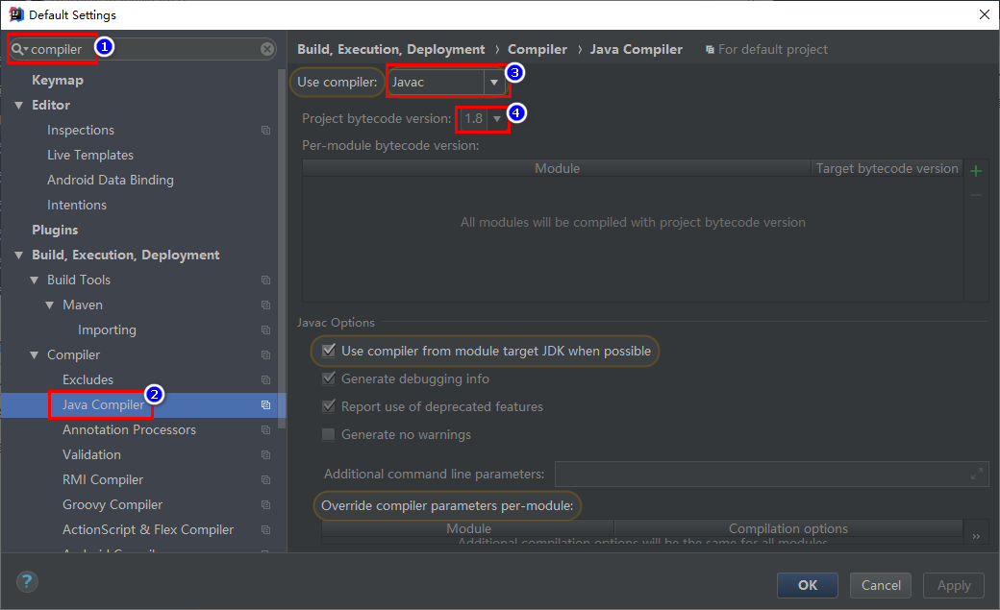 Default Settings
compiler
1
Keymap
Editor
Inspections
Live Templates
Android Data Binding
Intentions
Plugins
Build, Execution, Deployment
Build Tools
Maven
Importing
Compiler
Excludes
Java Compiler
2
Annotation Processors
Validation
RMI Compiler
Groovy Compiler
ActionScript & Flex Compiler
Android Compiler
Build, Execution, Deployment › Compiler › Java Compiler For default project
Use compiler: Javac
3
Project bytecode version: 1.8
4
Per-module bytecode version:
Module Target bytecode version
All modules will be compiled with project bytecode version
Javac Options
Use compiler from module target JDK when possible
Generate debugging info
Report use of deprecated features
Generate no warnings
Additional command line parameters:
Override compiler parameters per-module:
Module Compilation options
Additional compilation options will be the same for all modules
»
?
OK Cancel Apply